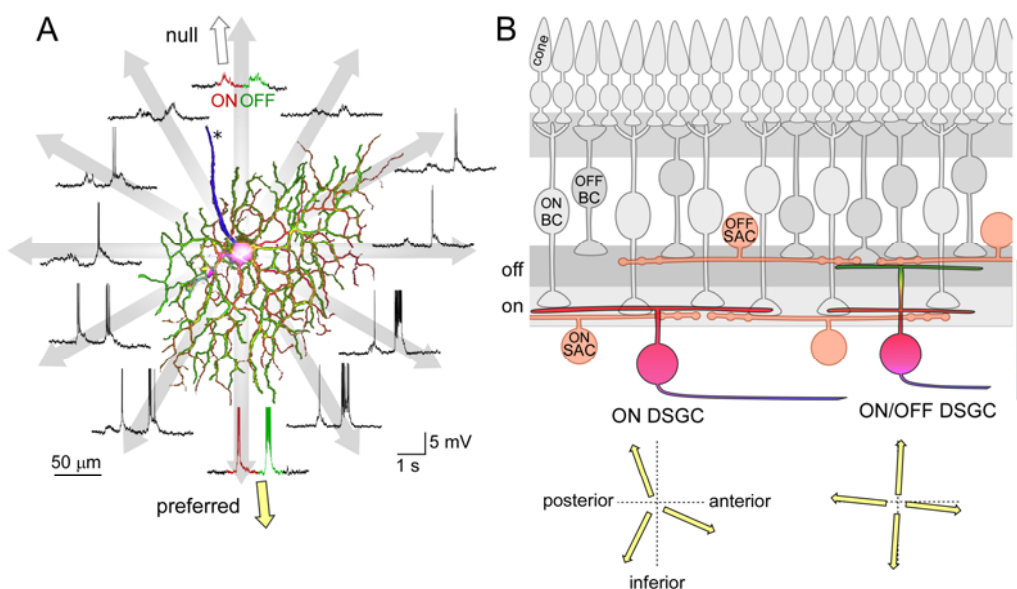 A
null
ON OFF
*
50 μm
5 mV
1 s
preferred
B
cone
ON
BC
OFF
BC
OFF
SAC
off
on
ON
SAC
ON DSGC
ON/OFF DSGC
posterior
anterior
inferior